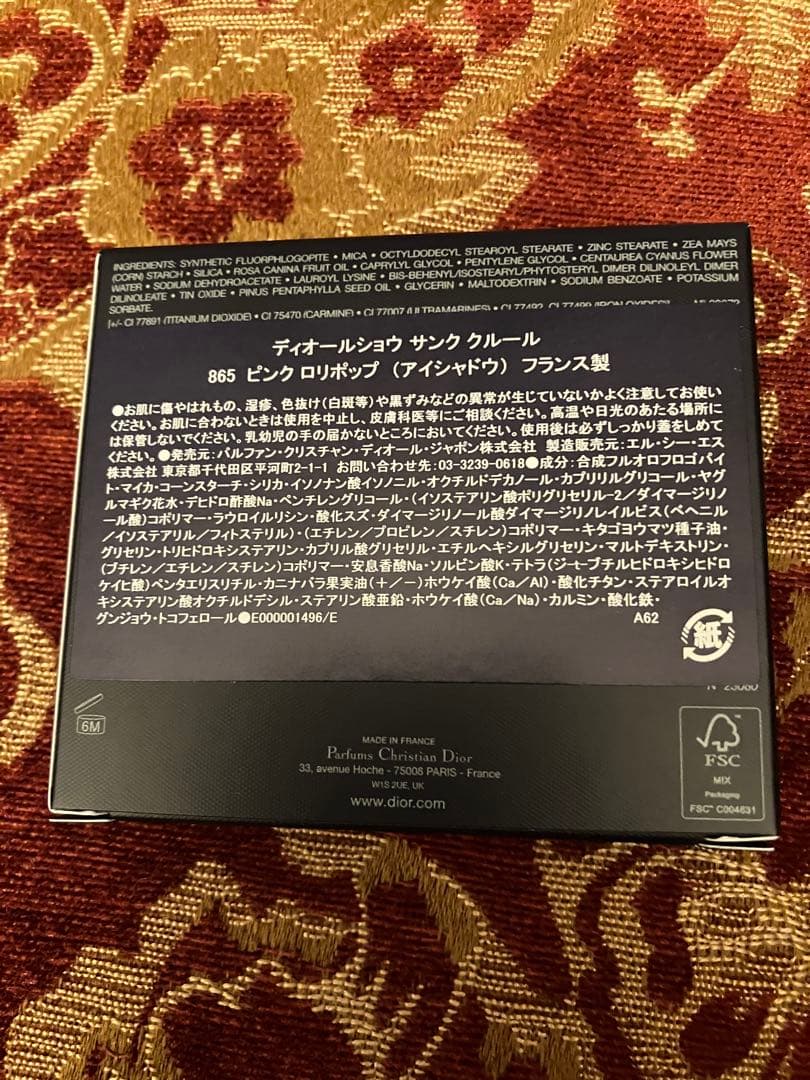 INGREDIENTS: SYNTHETIC FLUORPHLOGOPITE • MICA • OCTYLDODECYL STEAROYL STEARATE • ZINC STEARATE • ZEA MAYS
(CORN) STARCH • SILICA • ROSA CANINA FRUIT OIL • CAPRYLYL GLYCOL • PENTYLENE GLYCOL • CENTAUREA CYANUS FLOWER
WATER • SODIUM DEHYDROACETATE • LAUROYL LYSINE • BIS-BEHENYL/ISOSTEARYL/PHYTOSTERYL DIMER DILINOLEYL DIMER
DILINOLEATE • TIN OXIDE • PINUS PENTAPHYLLA SEED OIL • GLYCERIN • MALTODEXTRIN • SODIUM BENZOATE • POTASSIUM
SORBATE.
[+/- CI 77891 (TITANIUM DIOXIDE) • CI 75470 (CARMINE) • CI 77007 (ULTRAMARINES) • CI 77492, CI 77499 (IRON OXIDES)]
ディオールショウ サンク クルール
865 ピンク ロリポップ （アイシャドウ） フランス製
●お肌に傷やはれもの、湿疹、色抜け(白斑等)や黒ずみなどの異常が生じていないかよく注意してお使い
ください。お肌に合わないときは使用を中止し、皮膚科医等にご相談ください。高温や日光のあたる場所に
は保管しないでください。乳幼児の手の届かないところにおいてください。使用後は必ずしっかり蓋をしめて
ください。●発売元:パルファン・クリスチャン・ディオール・ジャポン株式会社 製造販売元:エル・シー・エス
株式会社 東京都千代田区平河町2-1-1 お問い合わせ先:03-3239-0618●成分:合成フルオロフロゴパイ
ト・マイカ・コーンスターチ・シリカ・イソノナン酸イソノニル・オクチルドデカノール・カプリリルグリコール・ヤグ
ルマギク花水・デヒドロ酢酸Na・ペンチレングリコール・(イソステアリン酸ポリグリセリル-2/ダイマージリノ
ール酸)コポリマー・ラウロイルリシン・酸化スズ・ダイマージリノール酸ダイマージリノレイルビス(ベヘニル
/イソステアリル/フィトステリル)・(エチレン/プロピレン/スチレン)コポリマー・キタゴヨウマツ種子油・
グリセリン・トリヒドロキシステアリン・カプリル酸グリセリル・エチルヘキシルグリセリン・マルトデキストリン・
(ブチレン/エチレン/スチレン)コポリマー・安息香酸Na・ソルビン酸K・テトラ(ジ-t-ブチルヒドロキシヒドロ
ケイヒ酸)ペンタエリスリチル・カニナバラ果実油(＋/－)ホウケイ酸(Ca/Al)・酸化チタン・ステアロイルオ
キシステアリン酸オクチルドデシル・ステアリン酸亜鉛・ホウケイ酸(Ca/Na)・カルミン・酸化鉄・
グンジョウ・トコフェロール●E000001496/E A62
紙
6M
MADE IN FRANCE
Parfums Christian Dior
33, avenue Hoche - 75008 PARIS - France
W1S 2UE, UK
www.dior.com
FSC
MIX
Packaging
FSC™ C004631